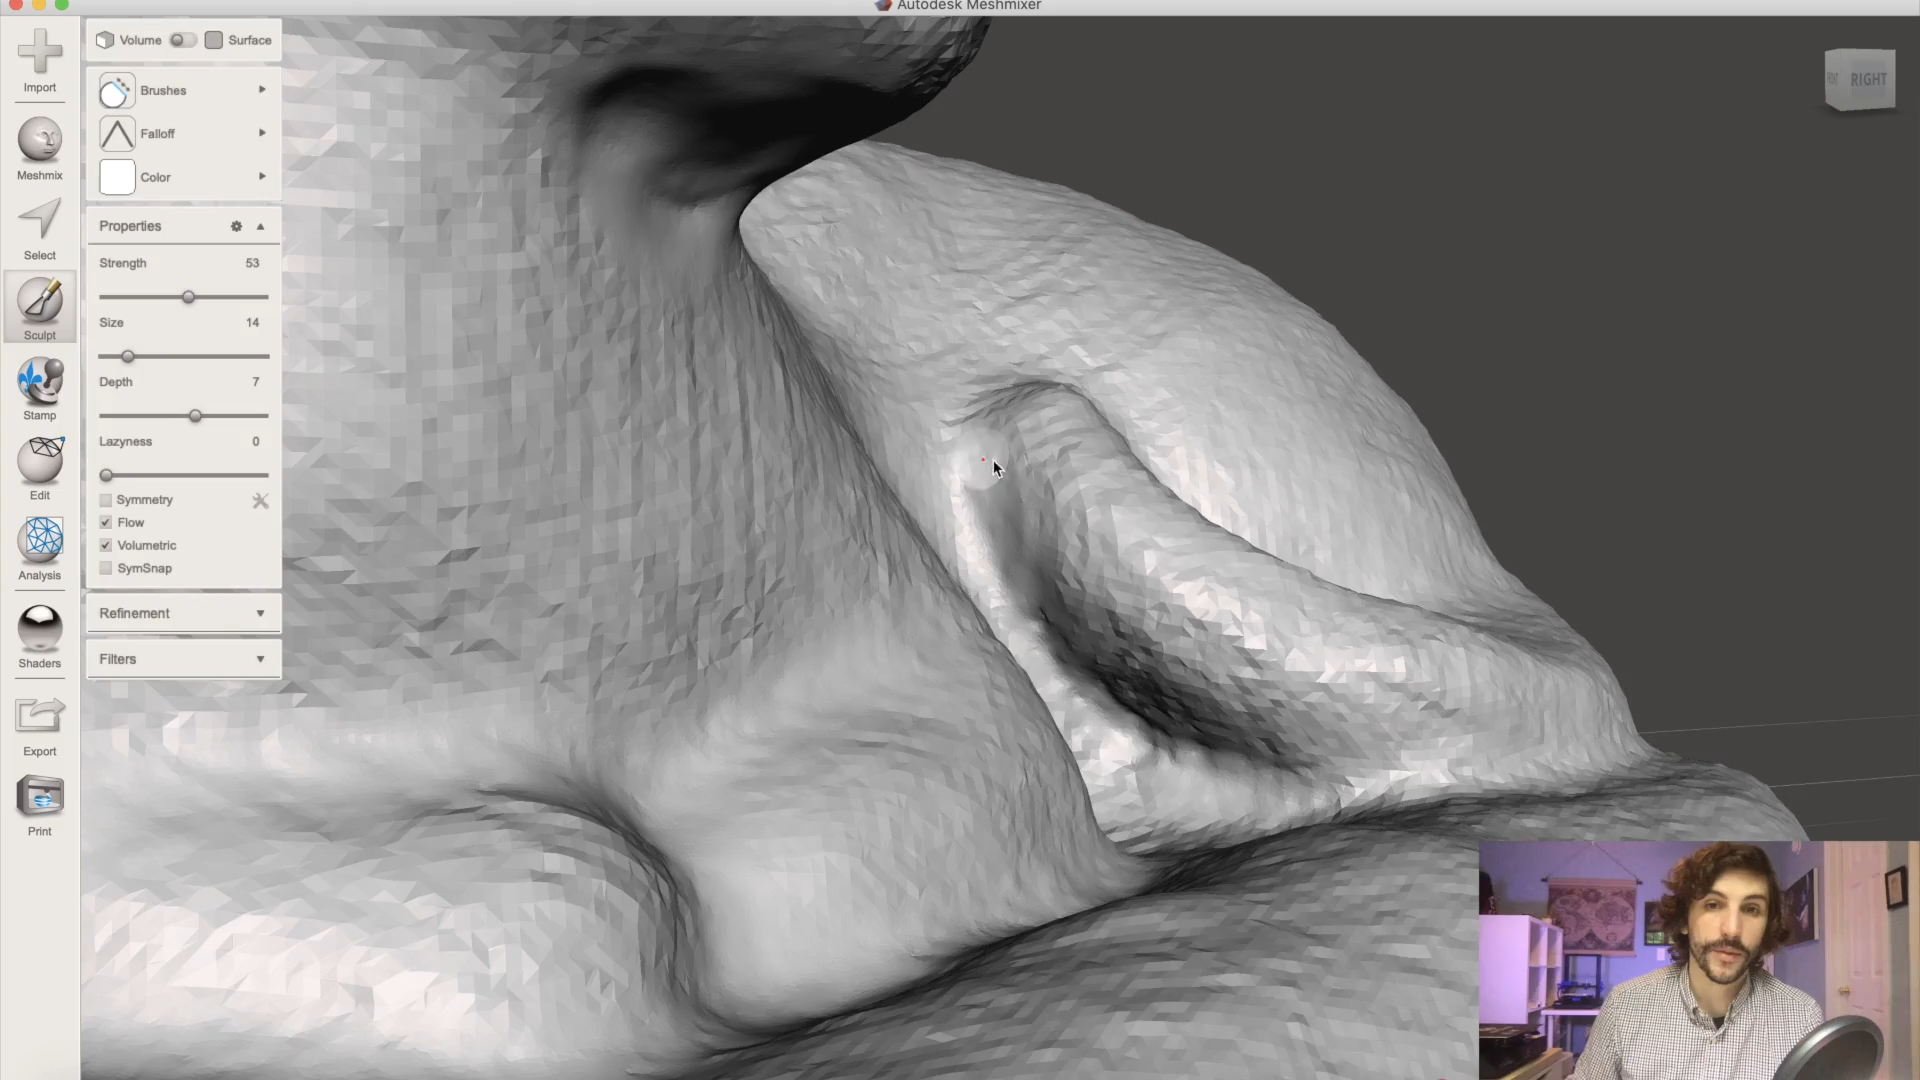 Autodesk Meshmixer
Volume Surface
Import
Brushes
Falloff
Color
Meshmix
Properties
Select
Strength 53
Size 14
Sculpt
Depth 7
Stamp
Lazyness 0
Edit
Symmetry
Flow
Volumetric
SymSnap
Analysis
Refinement
Filters
Shaders
Export
Print
RIGHT